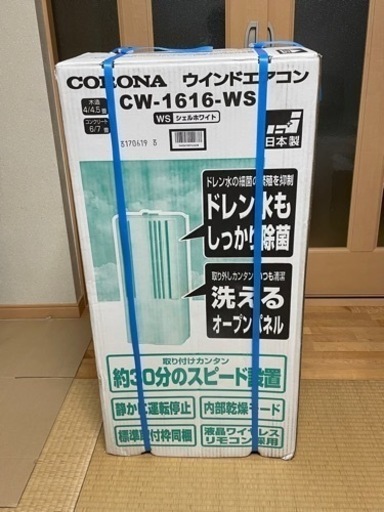 CORONA ウインドエアコン
木造 4/4.5畳
CW-1616-WS
コンクリート 6/7畳
WS シェルホワイト
日本製
3170619 3
ドレン水の細菌の繁殖を抑制
ドレン水も
しっかり除菌
取り外しカンタン いつも清潔
洗える
オープンパネル
取り付けカンタン
約30分のスピード設置
静かな運転停止
内部乾燥モード
標準取付枠同梱
液晶ワイヤレス
リモコン採用